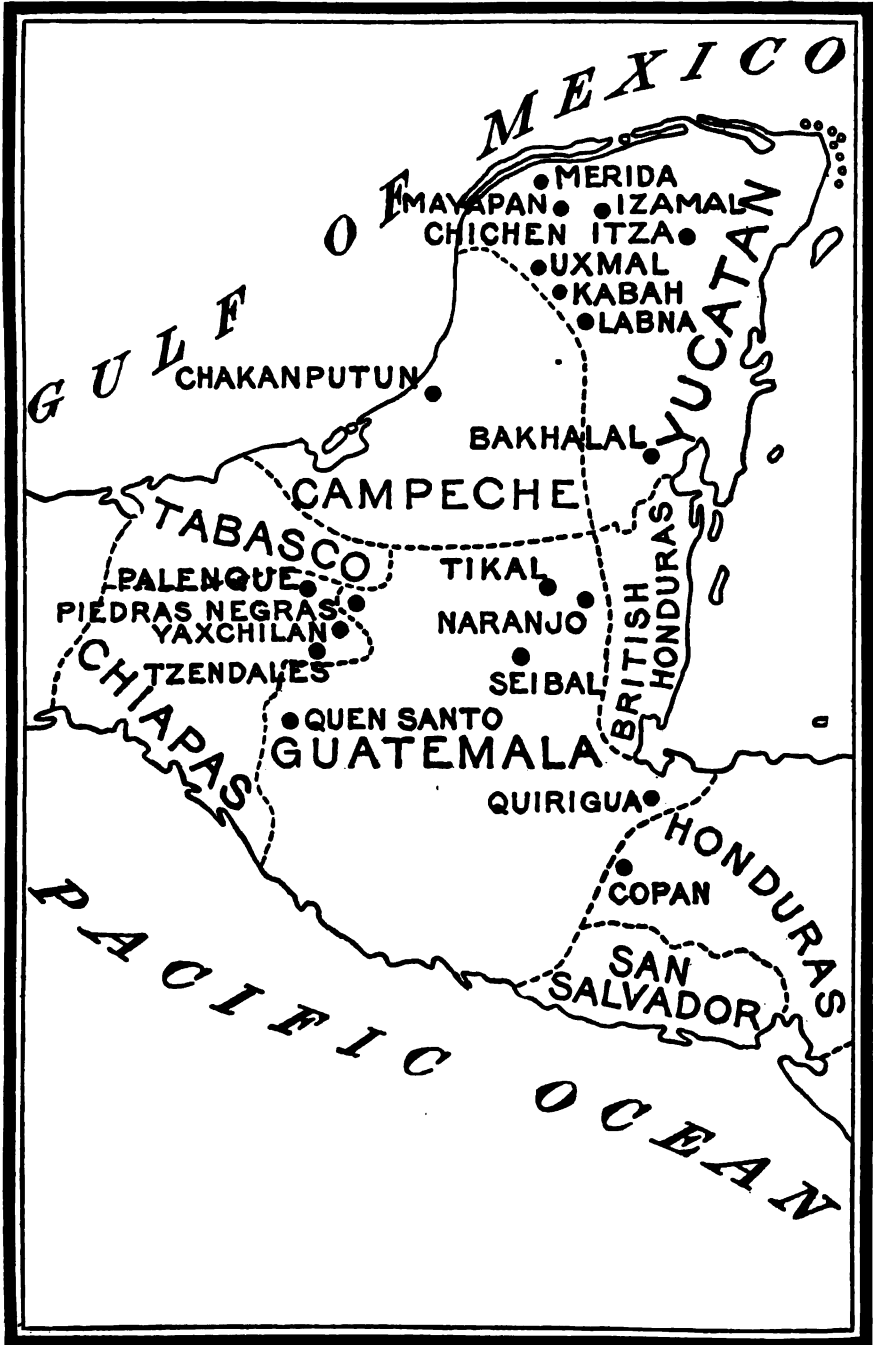 GULF OF MEXICO
MERIDA
MAYAPAN
IZAMAL
CHICHEN ITZA
UXMAL
KABAH
LABNA
YUCATAN
CHAKANPUTUN
BAKHALAL
CAMPECHE
TABASCO
PALENQUE
PIEDRAS NEGRAS
YAXCHILAN
TZENDALES
CHIAPAS
TIKAL
NARANJO
SEIBAL
BRITISH
HONDURAS
QUEN SANTO
GUATEMALA
QUIRIGUA
HONDURAS
COPAN
SAN
SALVADOR
PACIFIC OCEAN